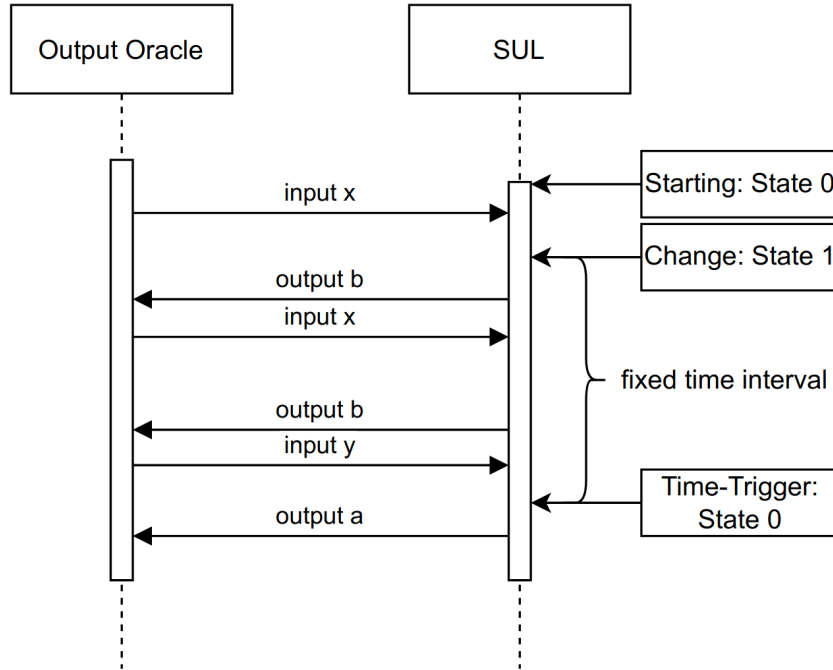 Output Oracle
SUL
Starting: State 0
input x
Change: State 1
output b
input x
fixed time interval
output b
input y
Time-Trigger:
State 0
output a